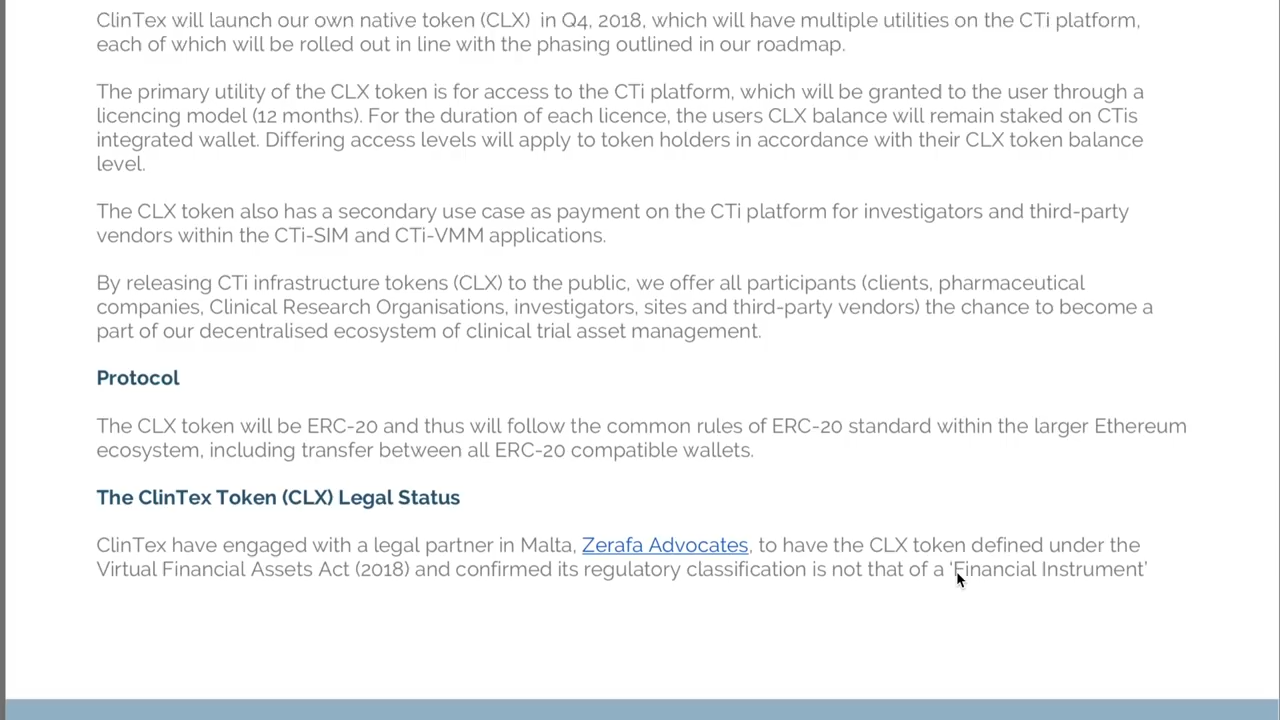 ClinTex will launch our own native token (CLX) in Q4, 2018, which will have multiple utilities on the CTi platform,
each of which will be rolled out in line with the phasing outlined in our roadmap.
The primary utility of the CLX token is for access to the CTi platform, which will be granted to the user through a
licencing model (12 months). For the duration of each licence, the users CLX balance will remain staked on CTis
integrated wallet. Differing access levels will apply to token holders in accordance with their CLX token balance
level.
The CLX token also has a secondary use case as payment on the CTi platform for investigators and third-party
vendors within the CTi-SIM and CTi-VMM applications.
By releasing CTi infrastructure tokens (CLX) to the public, we offer all participants (clients, pharmaceutical
companies, Clinical Research Organisations, investigators, sites and third-party vendors) the chance to become a
part of our decentralised ecosystem of clinical trial asset management.
Protocol
The CLX token will be ERC-20 and thus will follow the common rules of ERC-20 standard within the larger Ethereum
ecosystem, including transfer between all ERC-20 compatible wallets.
The ClinTex Token (CLX) Legal Status
ClinTex have engaged with a legal partner in Malta, Zerafa Advocates, to have the CLX token defined under the
Virtual Financial Assets Act (2018) and confirmed its regulatory classification is not that of a ‘Financial Instrument’